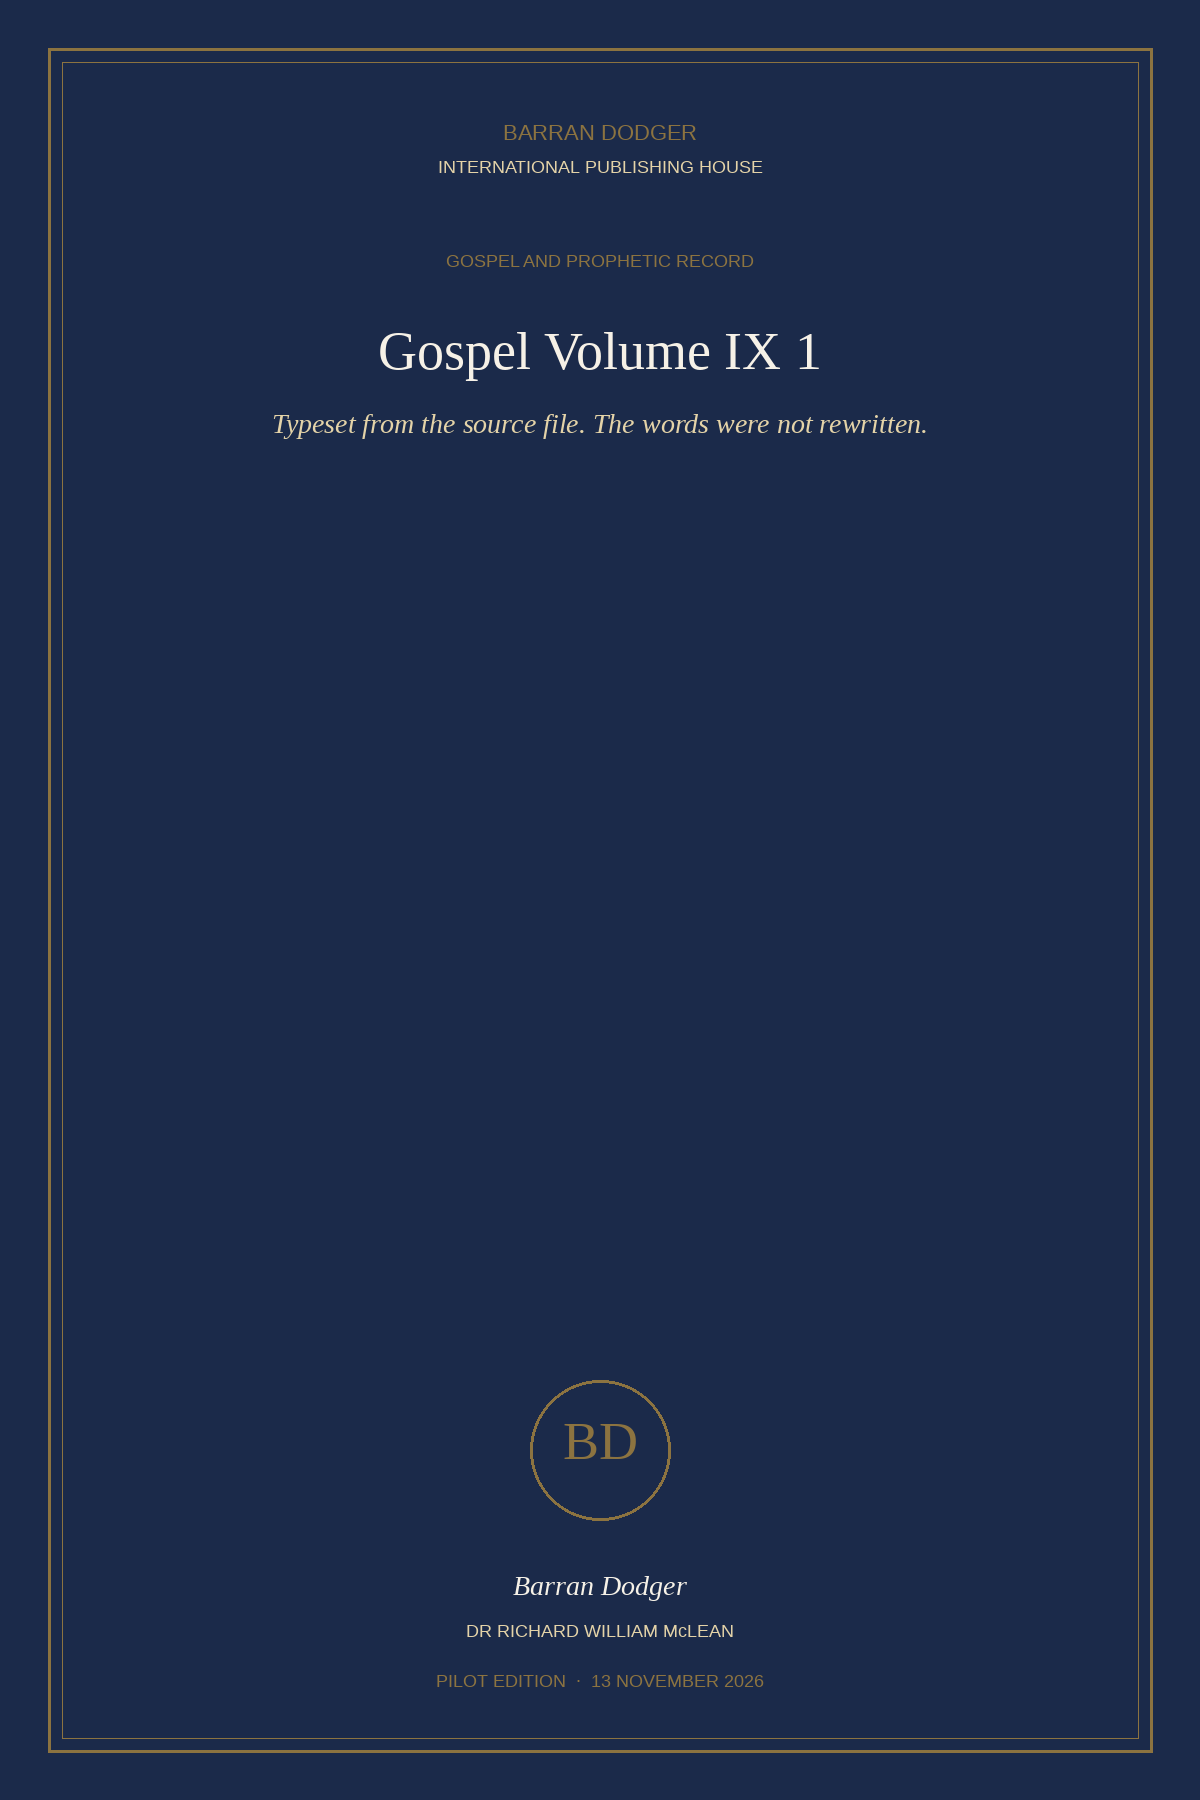 BARRAN DODGER
INTERNATIONAL PUBLISHING HOUSE
GOSPEL AND PROPHETIC RECORD
Gospel Volume IX 1
Typeset from the source file. The words were not rewritten.
BD
Barran Dodger
DR RICHARD WILLIAM McLEAN
PILOT EDITION · 13 NOVEMBER 2026